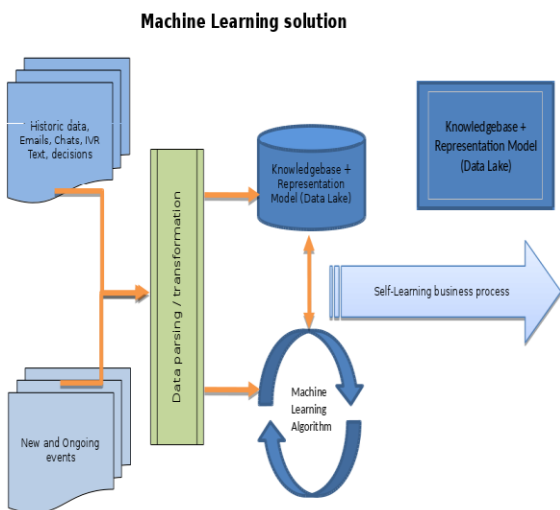 Machine Learning solution
Historic data,
Emails, Chats, IVR
Text, decisions
Data parsing / transformation
Knowledgebase +
Representation
Model (Data Lake)
Knowledgebase +
Representation Model
(Data Lake)
Self-Learning business process
Machine
Learning
Algorithm
New and Ongoing
events